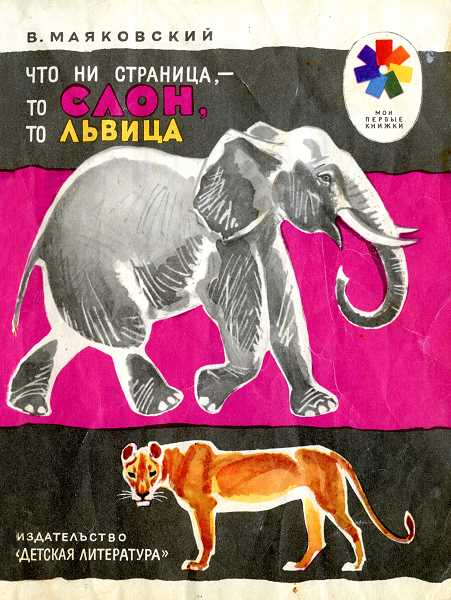 В. МАЯКОВСКИЙ
ЧТО НИ СТРАНИЦА,—
ТО СЛОН,
ТО ЛЬВИЦА
МОИ
ПЕРВЫЕ
КНИЖКИ
ИЗДАТЕЛЬСТВО
«ДЕТСКАЯ ЛИТЕРАТУРА»